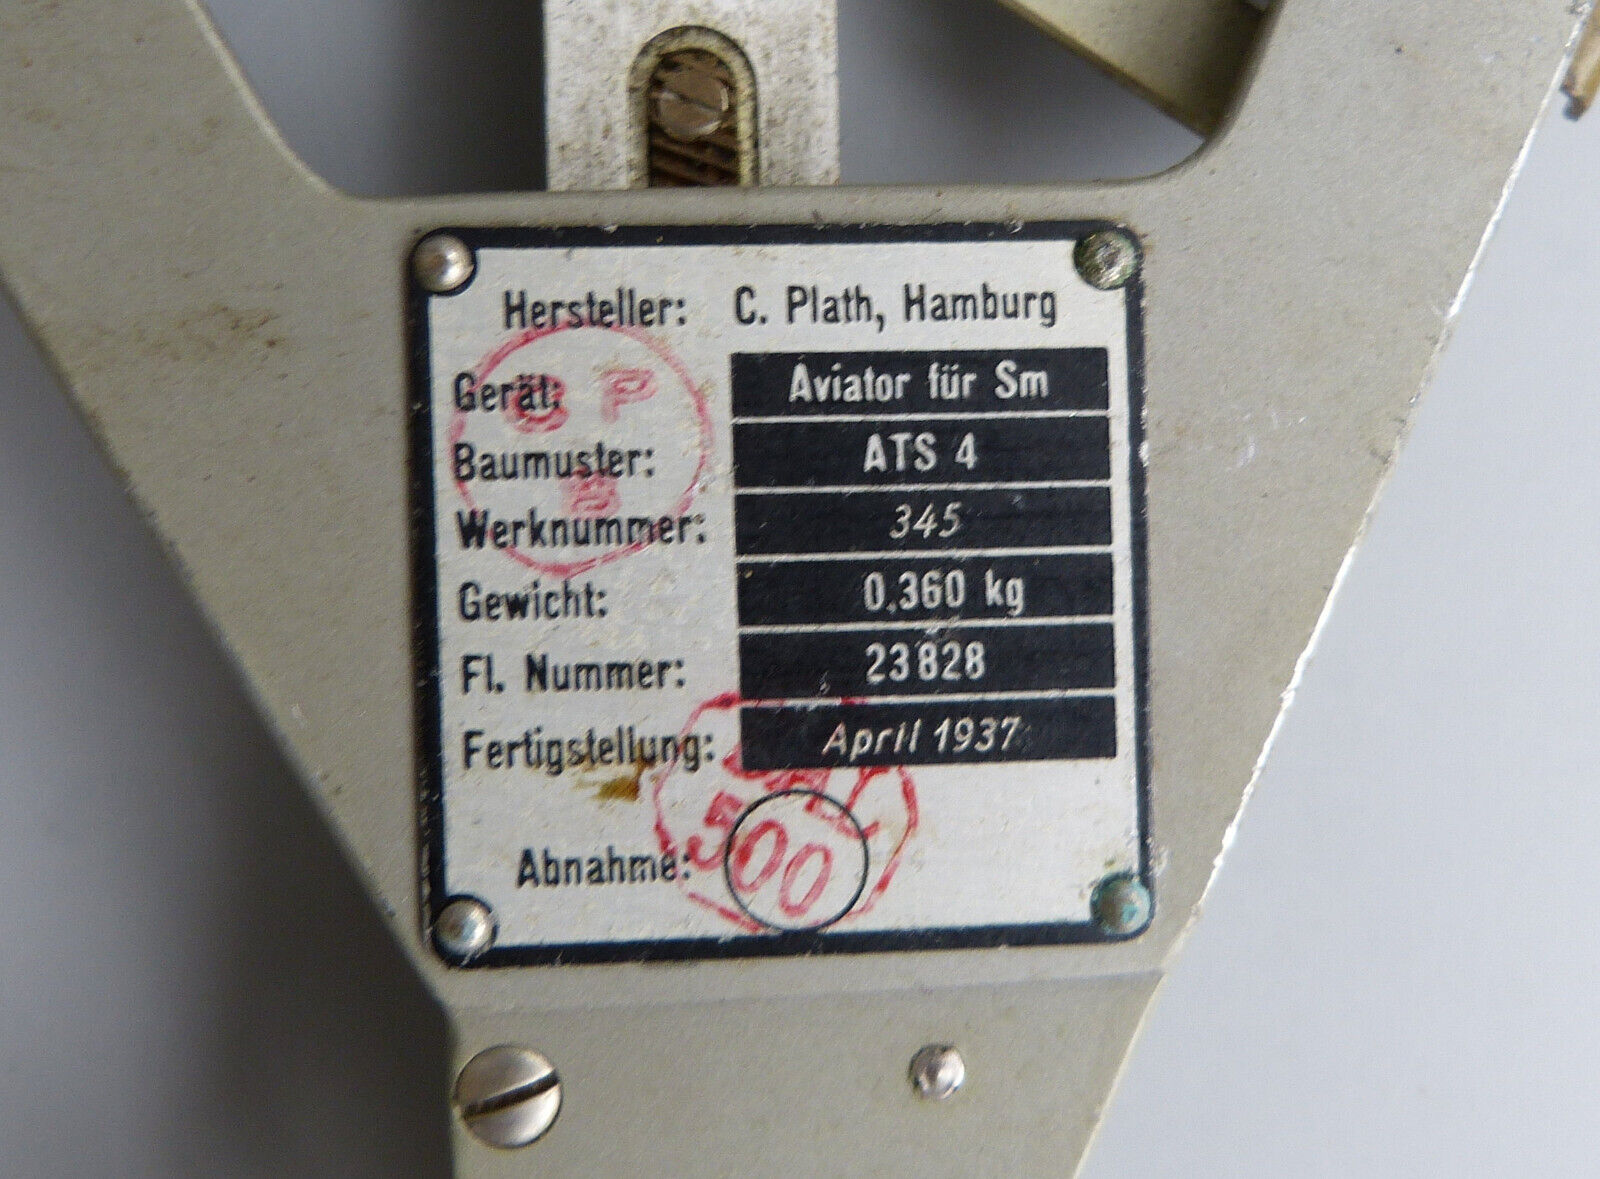 Hersteller: C. Plath, Hamburg
Gerät: Aviator für Sm
Baumuster: ATS 4
Werknummer: 345
Gewicht: 0,360 kg
Fl. Nummer: 23828
Fertigstellung: April 1937
Abnahme:
C P
B
500